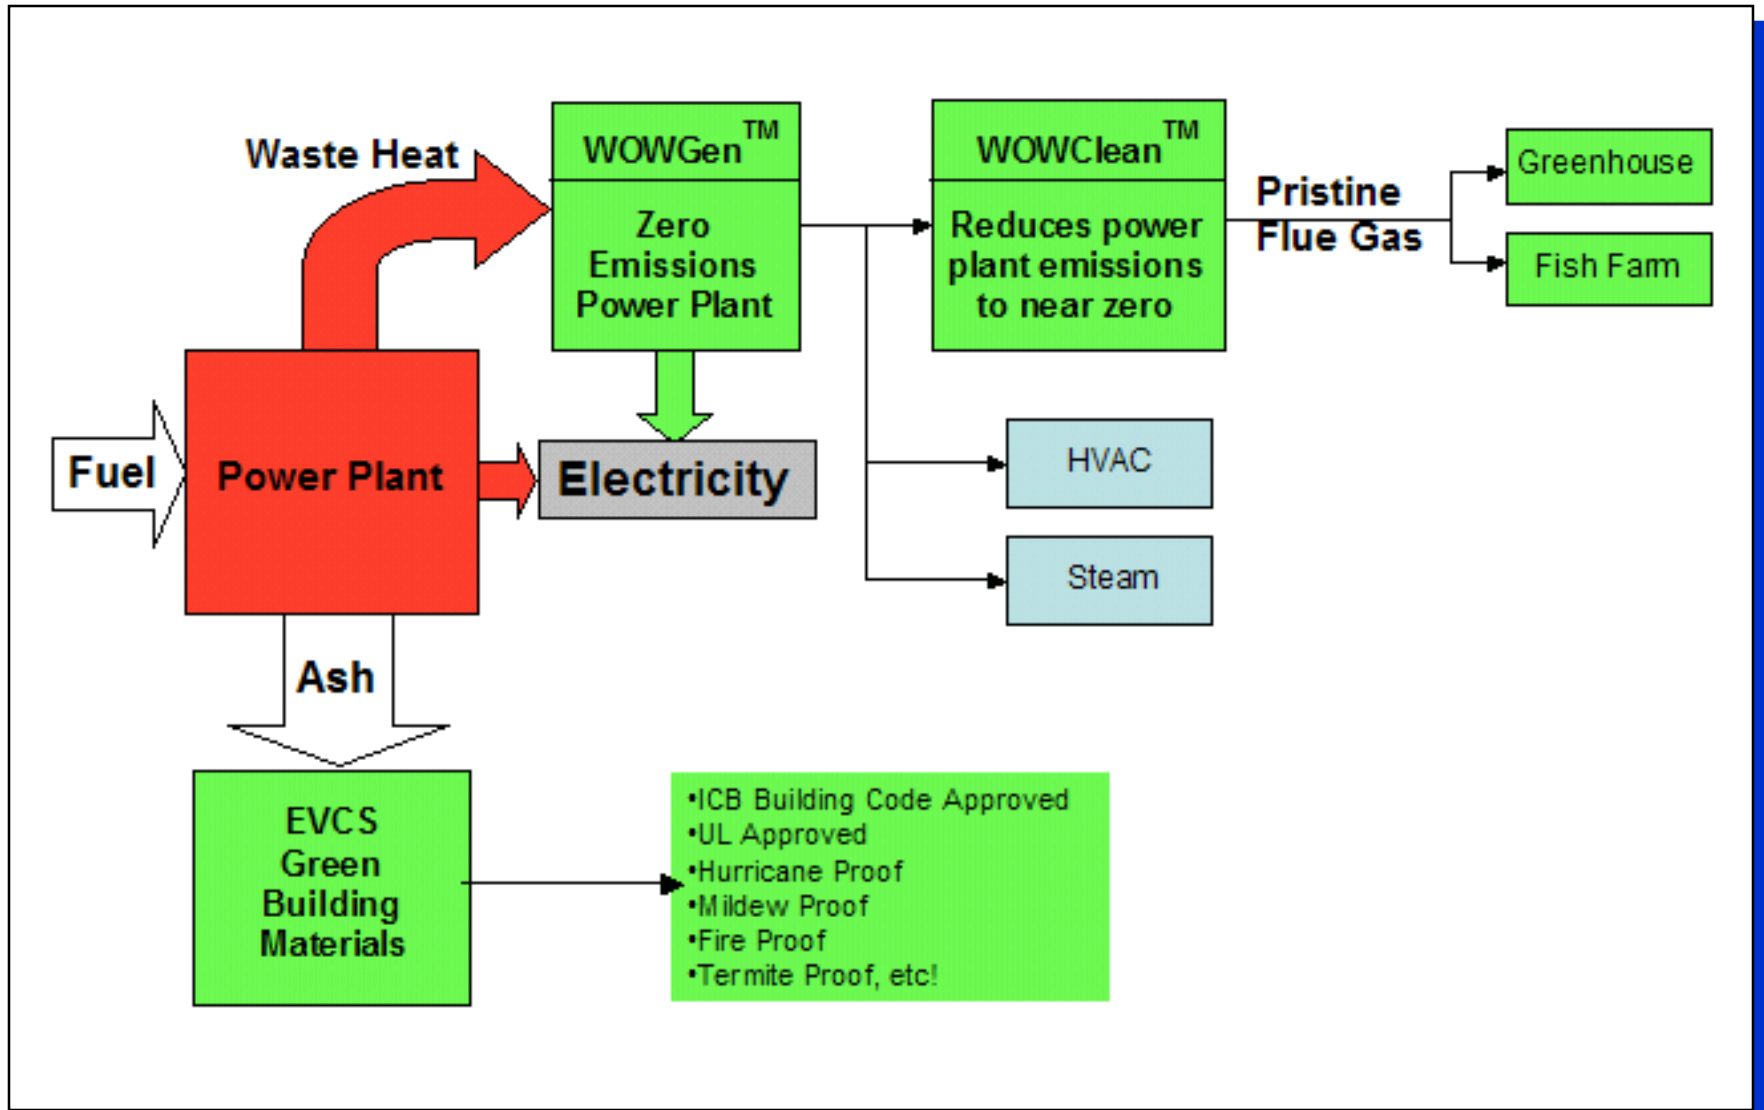 Waste Heat
WOWGen™
Zero
Emissions
Power Plant
WOWClean™
Reduces power
plant emissions
to near zero
Pristine
Flue Gas
Greenhouse
Fish Farm
Fuel
Power Plant
Electricity
HVAC
Steam
Ash
EVCS
Green
Building
Materials
•ICB Building Code Approved
•UL Approved
•Hurricane Proof
•Mildew Proof
•Fire Proof
•Termite Proof, etc!